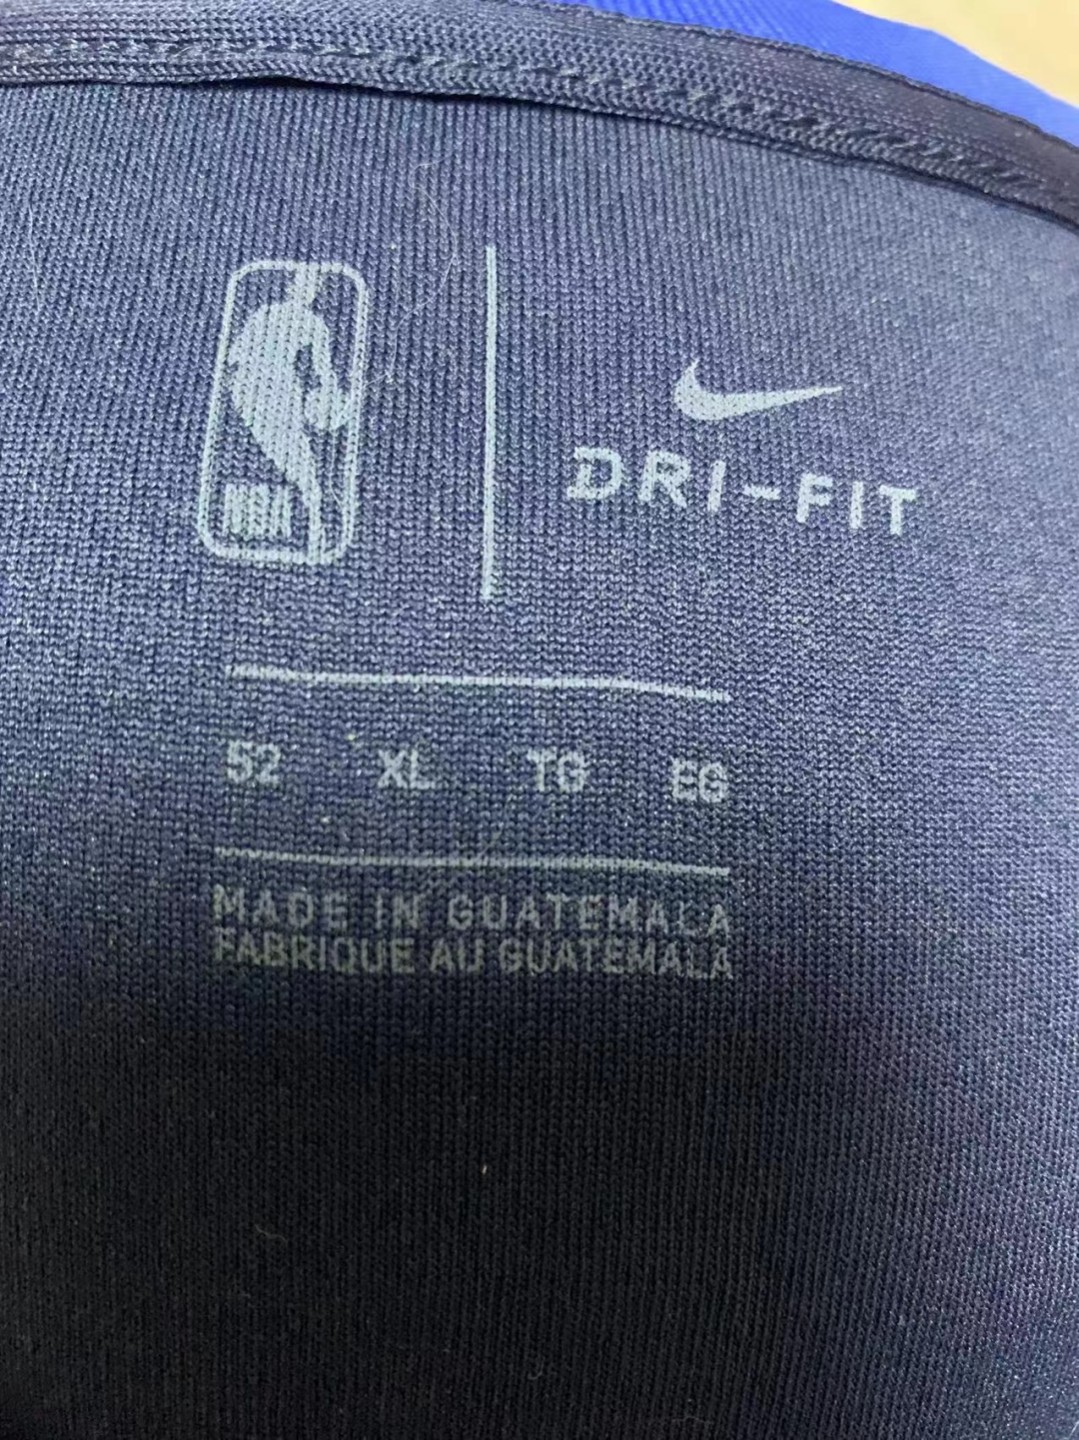 NBA
DRI-FIT
52 XL TG EG
MADE IN GUATEMALA
FABRIQUE AU GUATEMALA